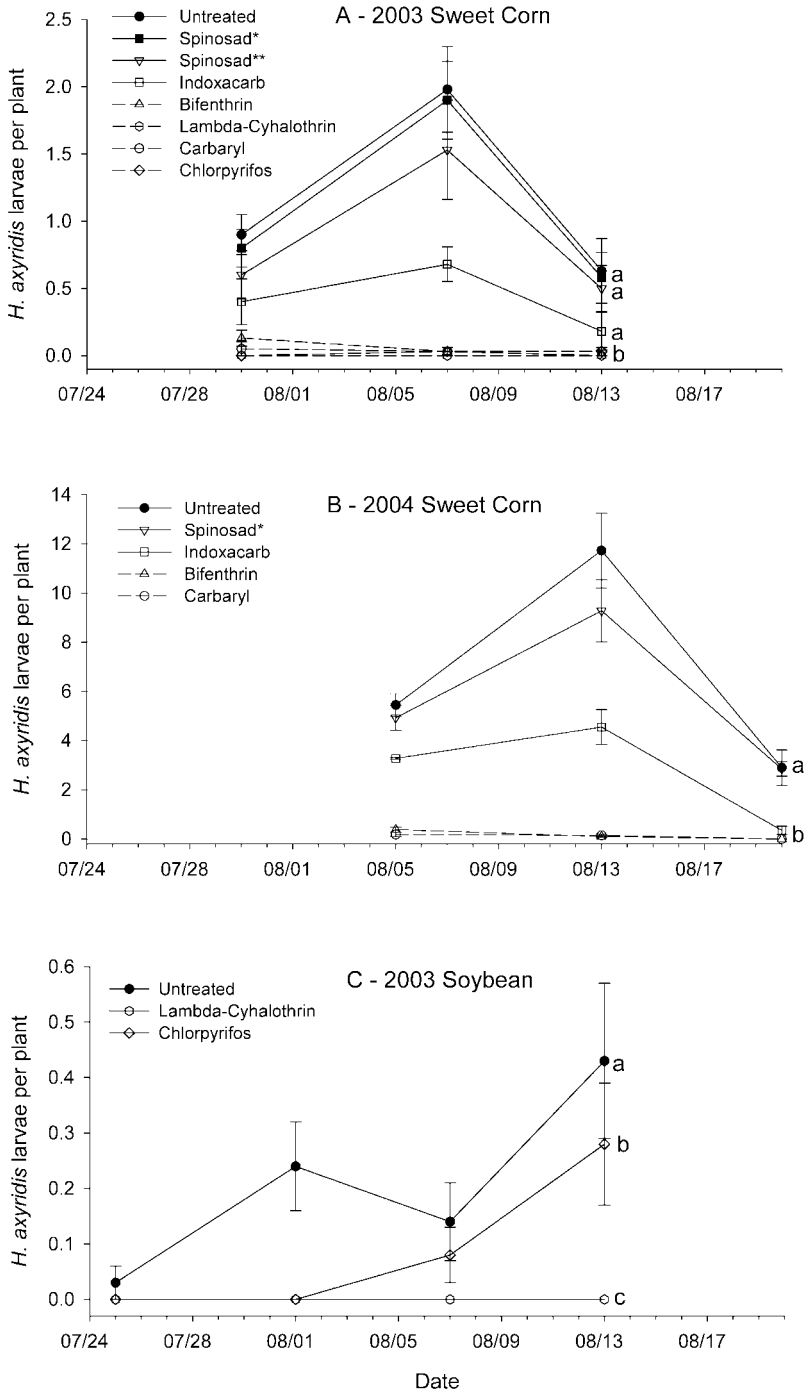 A - 2003 Sweet Corn
Untreated
Spinosad*
Spinosad**
Indoxacarb
Bifenthrin
Lambda-Cyhalothrin
Carbaryl
Chlorpyrifos
H. axyridis larvae per plant
2.5
2.0
1.5
1.0
0.5
0.0
a
a
a
b
07/24 07/28 08/01 08/05 08/09 08/13 08/17
B - 2004 Sweet Corn
Untreated
Spinosad*
Indoxacarb
Bifenthrin
Carbaryl
H. axyridis larvae per plant
14
12
10
8
6
4
2
0
a
b
07/24 07/28 08/01 08/05 08/09 08/13 08/17
C - 2003 Soybean
Untreated
Lambda-Cyhalothrin
Chlorpyrifos
H. axyridis larvae per plant
0.6
0.5
0.4
0.3
0.2
0.1
0.0
a
b
c
07/24 07/28 08/01 08/05 08/09 08/13 08/17
Date